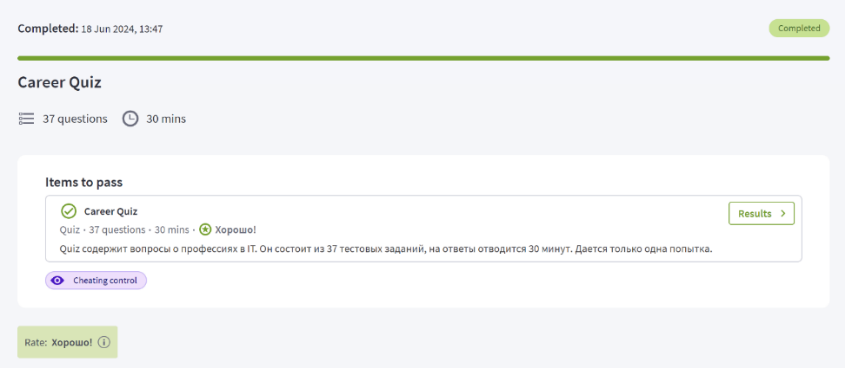 Completed: 18 Jun 2024, 13:47
Completed
Career Quiz
37 questions 30 mins
Items to pass
Career Quiz
Results
Quiz • 37 questions • 30 mins • Хорошо!
Quiz содержит вопросы о профессиях в IT. Он состоит из 37 тестовых заданий, на ответы отводится 30 минут. Дается только одна попытка.
Cheating control
Rate: Хорошо!